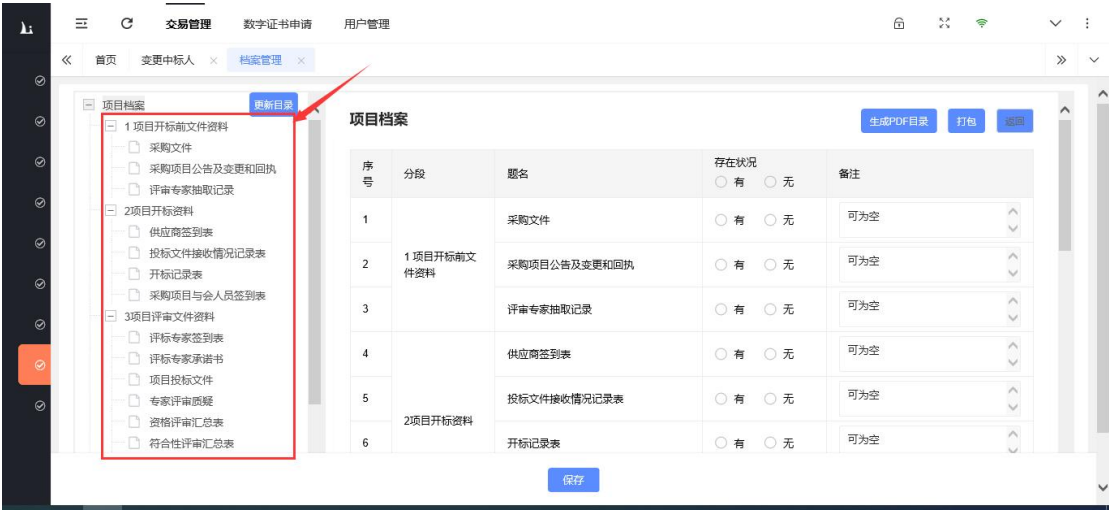 交易管理 数字证书申请 用户管理
首页 变更中标人 × 档案管理 ×
项目档案 更新目录
1 项目开标前文件资料
采购文件
采购项目公告及变更和回执
评审专家抽取记录
2项目开标资料
供应商签到表
投标文件接收情况记录表
开标记录表
采购项目与会人员签到表
3项目评审文件资料
评标专家签到表
评标专家承诺书
项目投标文件
专家评审质疑
资格评审汇总表
符合性评审汇总表
项目档案 生成PDF目录 打包 返回
序号 分段 题名 存在状况 有 无 备注
1 1 项目开标前文件资料 采购文件 有 无 可为空
2 采购项目公告及变更和回执 有 无 可为空
3 评审专家抽取记录 有 无 可为空
4 2项目开标资料 供应商签到表 有 无 可为空
5 投标文件接收情况记录表 有 无 可为空
6 开标记录表 有 无 可为空
保存